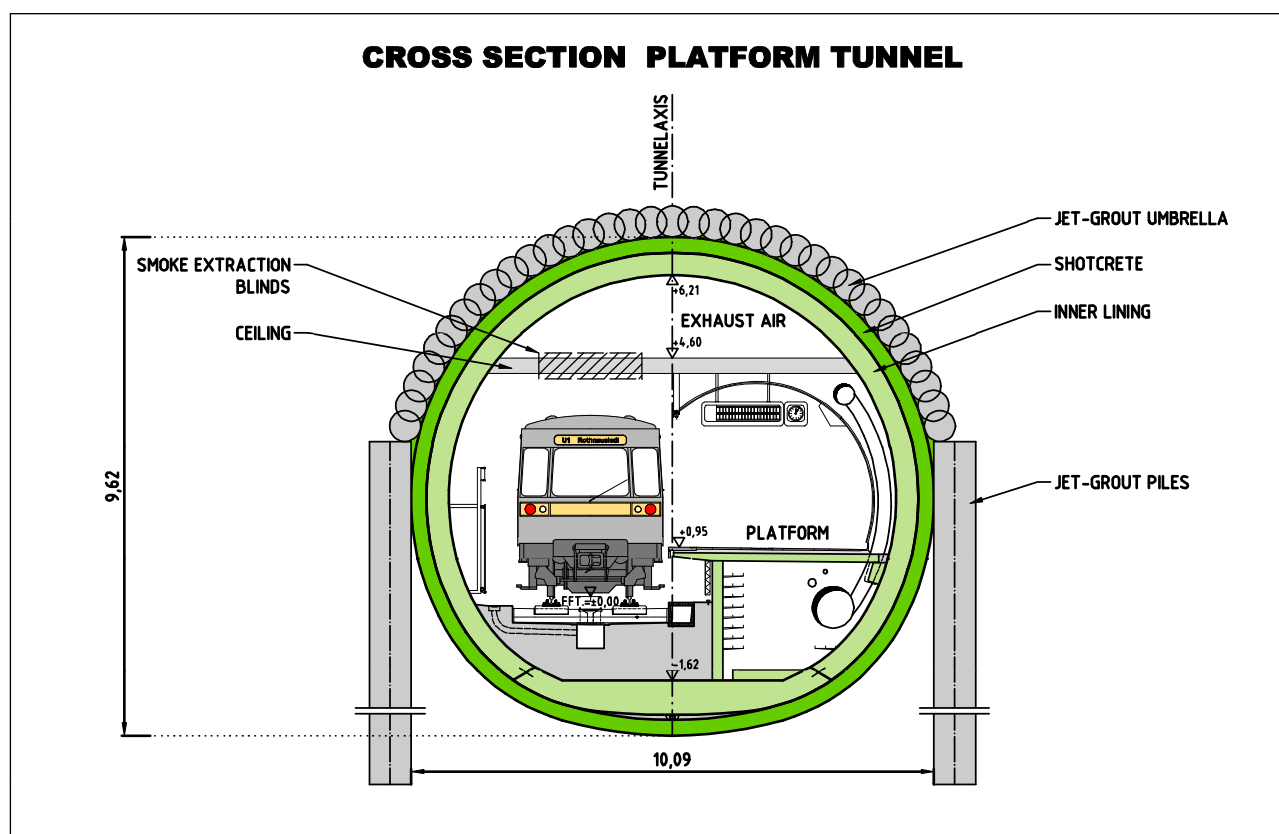 CROSS SECTION PLATFORM TUNNEL
TUNNELAXIS
JET-GROUT UMBRELLA
SMOKE EXTRACTION
BLINDS
SHOTCRETE
+6,21
INNER LINING
EXHAUST AIR
CEILING
+4,60
U1
9,62
JET-GROUT PILES
+0,95
PLATFORM
FFT.=±0,00
-1,62
10,09